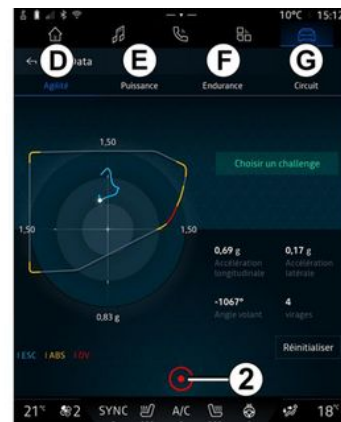 10°C 15:12
D E F G
Data
Agilité Puissance Endurance Circuit
1,50
Choisir un challenge
1,50 1,50
0,69 g 0,17 g
Accélération Accélération
longitudinale latérale
-1067° 4
Angle volant virages
0,83 g
ESC ABS
Réinitialiser
2
21° 2 SYNC A/C 18°